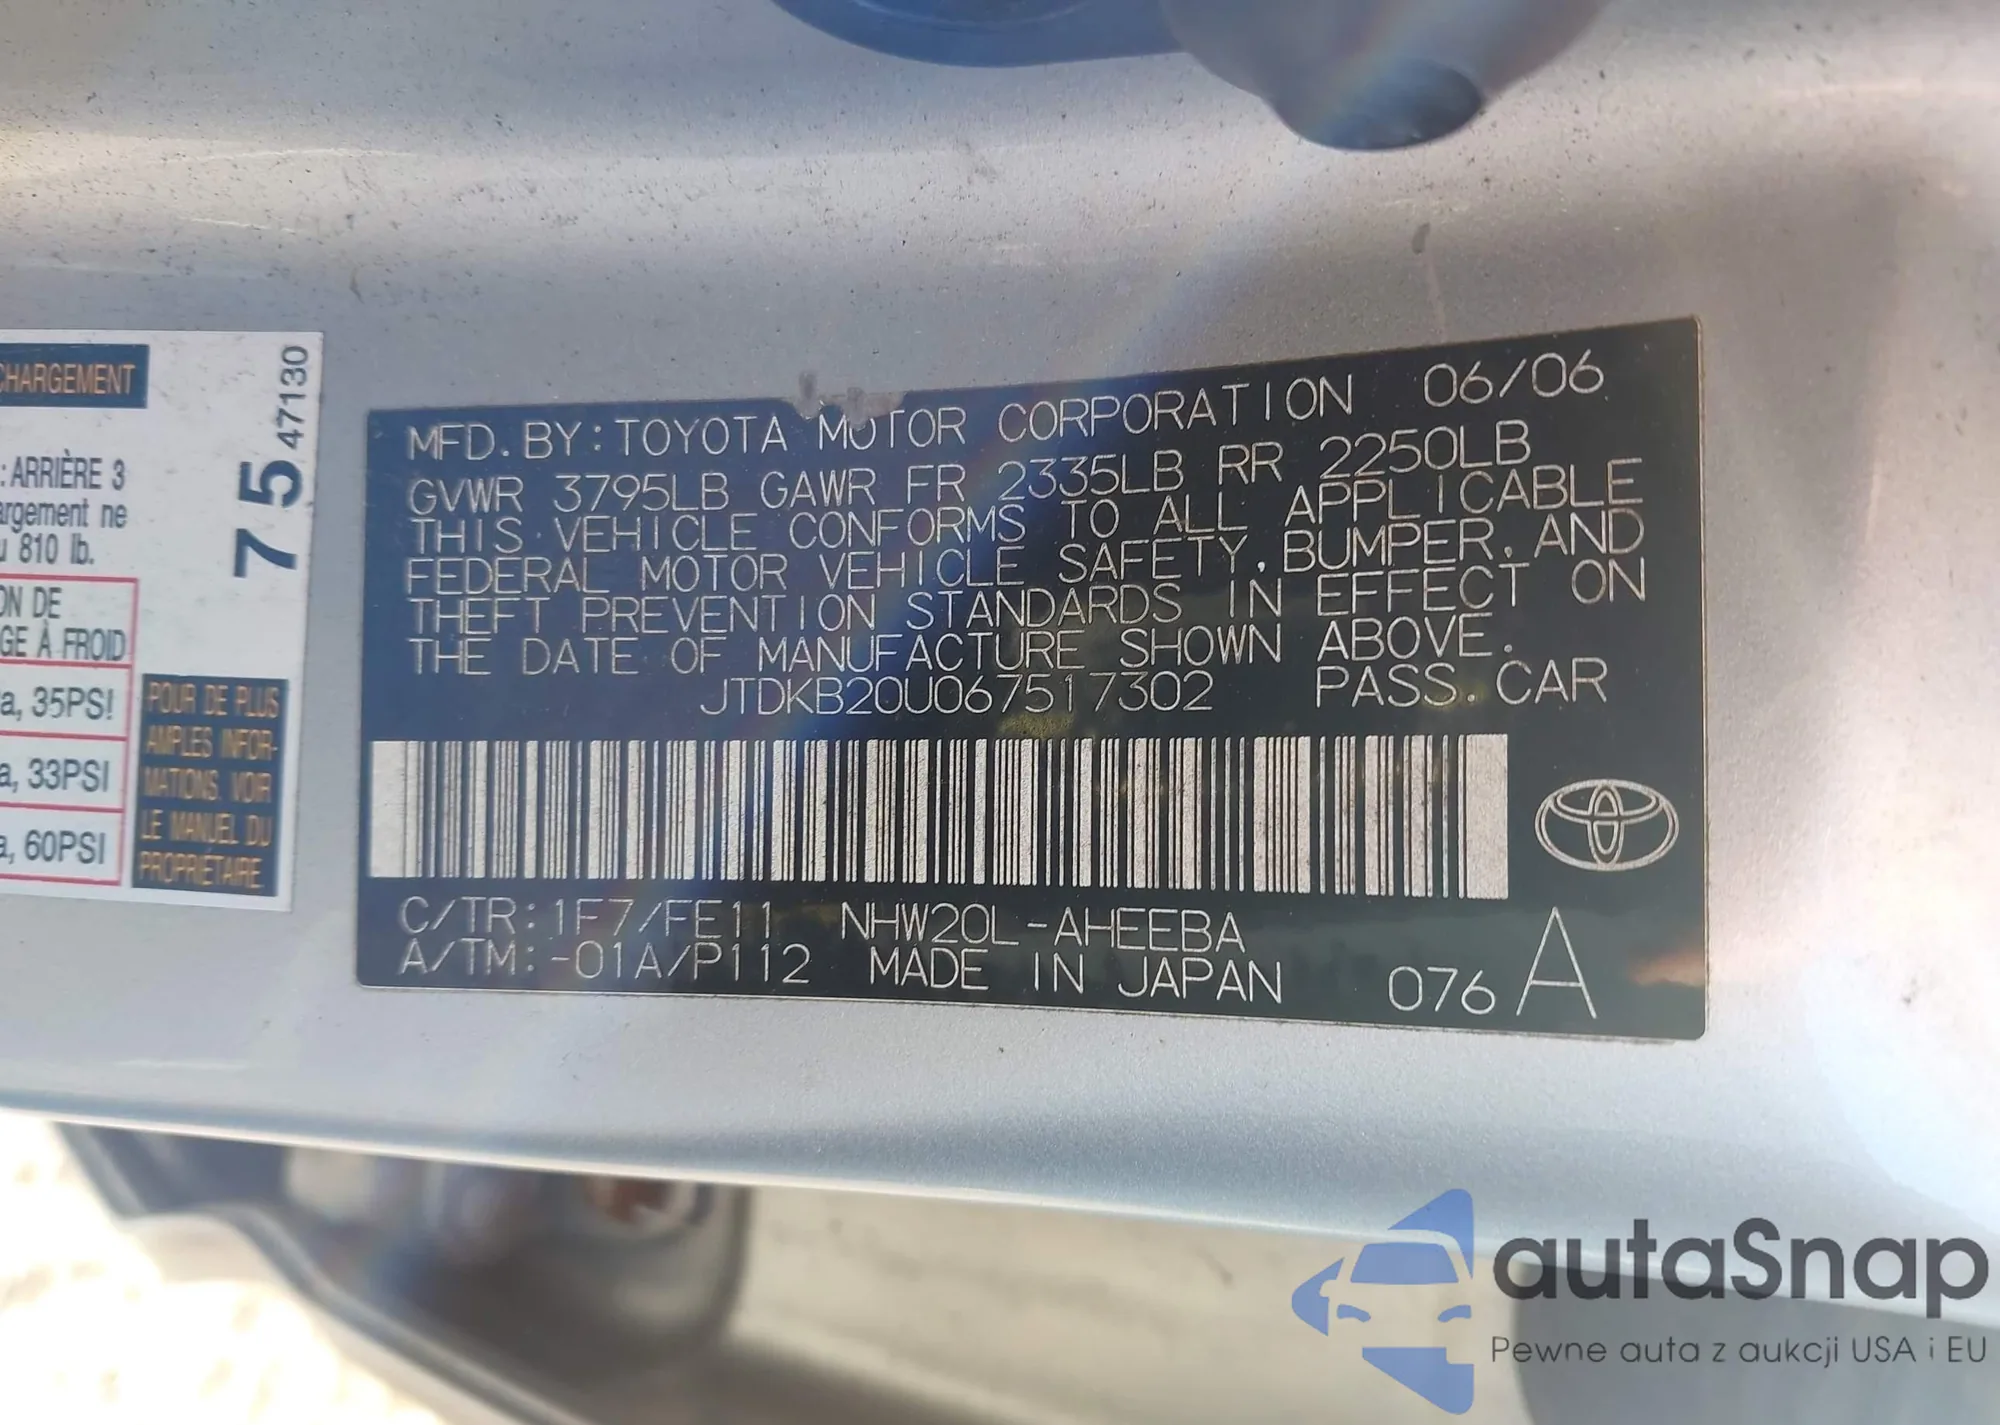 CHARGEMENT
: ARRIÈRE 3
argement ne
u 810 lb.
ON DE
GE À FROID
a, 35PSI
a, 33PSI
a, 60PSI
75 47130
POUR DE PLUS
AMPLES INFOR-
MATIONS, VOIR
LE MANUEL DU
PROPRIÉTAIRE.
MFD. BY: TOYOTA MOTOR CORPORATION 06/06
GVWR 3795LB GAWR FR 2335LB RR 2250LB
THIS VEHICLE CONFORMS TO ALL APPLICABLE
FEDERAL MOTOR VEHICLE SAFETY, BUMPER, AND
THEFT PREVENTION STANDARDS IN EFFECT ON
THE DATE OF MANUFACTURE SHOWN ABOVE.
JTDKB20U067517302 PASS. CAR
C/TR: 1F7/FE11 NHW20L-AHEEBA
A/TM: -01A/P112 MADE IN JAPAN 076 A
autaSnap
Pewne auta z aukcji USA i EU